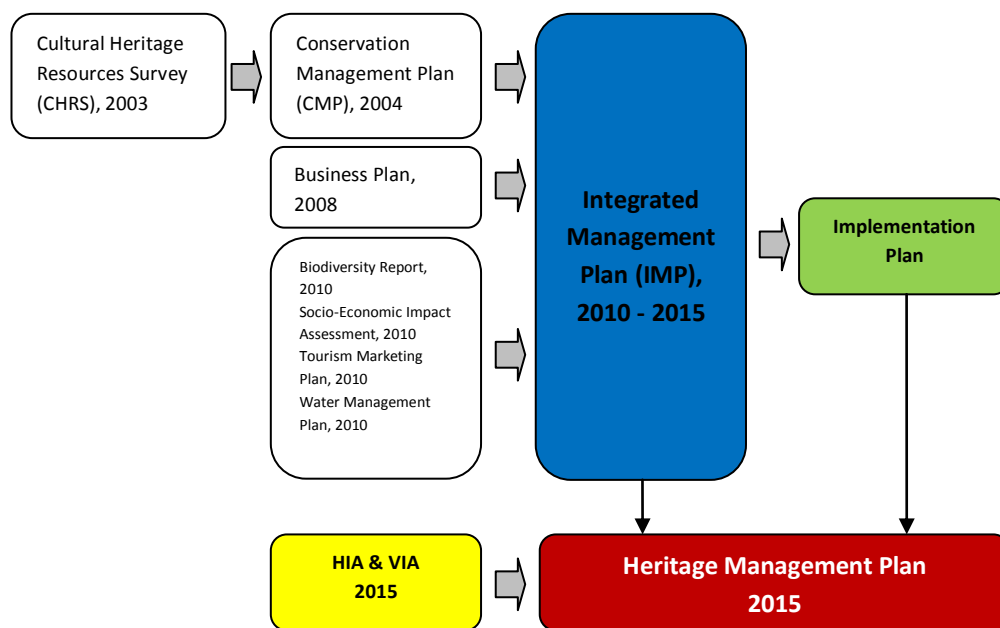 Cultural Heritage
Resources Survey
(CHRS), 2003
Conservation
Management Plan
(CMP), 2004
Business Plan,
2008
Biodiversity Report,
2010
Socio-Economic Impact
Assessment, 2010
Tourism Marketing
Plan, 2010
Water Management
Plan, 2010
Integrated
Management
Plan (IMP),
2010 - 2015
Implementation
Plan
HIA & VIA
2015
Heritage Management Plan
2015